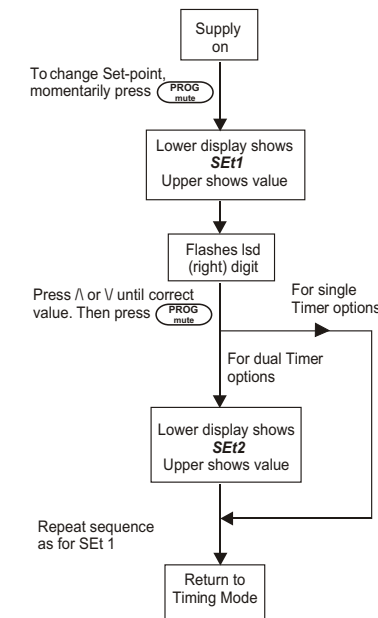 Supply
on
To change Set-point,
momentarily press PROG
mute
Lower display shows
SEt1
Upper shows value
Flashes lsd
(right) digit
Press /\ or \/ until correct
value. Then press PROG
mute
For single
Timer options
For dual Timer
options
Lower display shows
SEt2
Upper shows value
Repeat sequence
as for SEt 1
Return to
Timing Mode